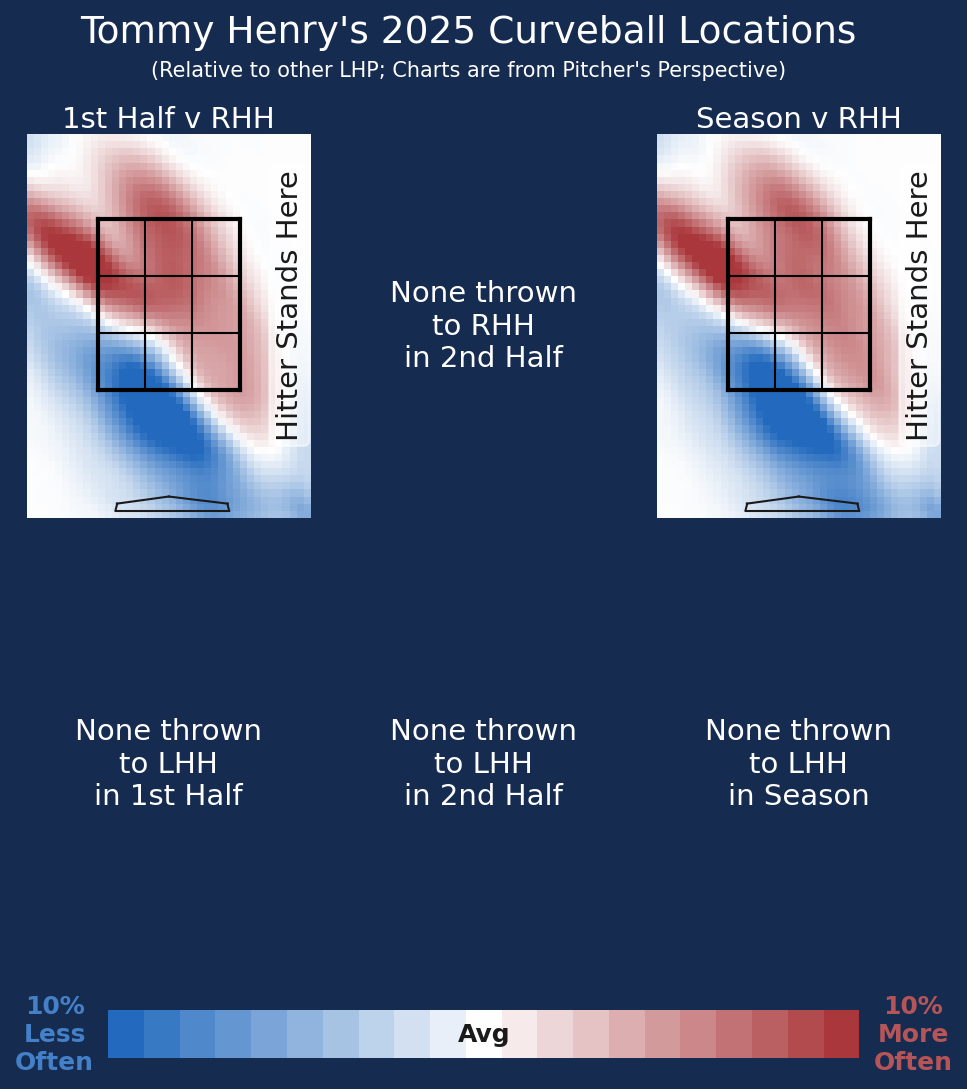 Tommy Henry's 2025 Curveball Locations
(Relative to other LHP; Charts are from Pitcher's Perspective)
1st Half v RHH
Season v RHH
Hitter Stands Here
None thrown
to RHH
in 2nd Half
Hitter Stands Here
None thrown
to LHH
in 1st Half
None thrown
to LHH
in 2nd Half
None thrown
to LHH
in Season
10%
Less
Often
Avg
10%
More
Often